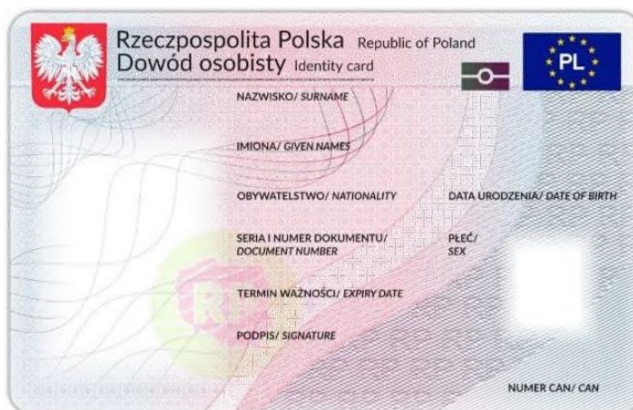 Rzeczpospolita Polska Republic of Poland
Dowód osobisty Identity card
PL
NAZWISKO/ SURNAME
IMIONA/ GIVEN NAMES
OBYWATELSTWO/ NATIONALITY
DATA URODZENIA/ DATE OF BIRTH
SERIA I NUMER DOKUMENTU/
DOCUMENT NUMBER
PŁEĆ/
SEX
TERMIN WAŻNOŚCI/ EXPIRY DATE
PODPIS/ SIGNATURE
NUMER CAN/ CAN